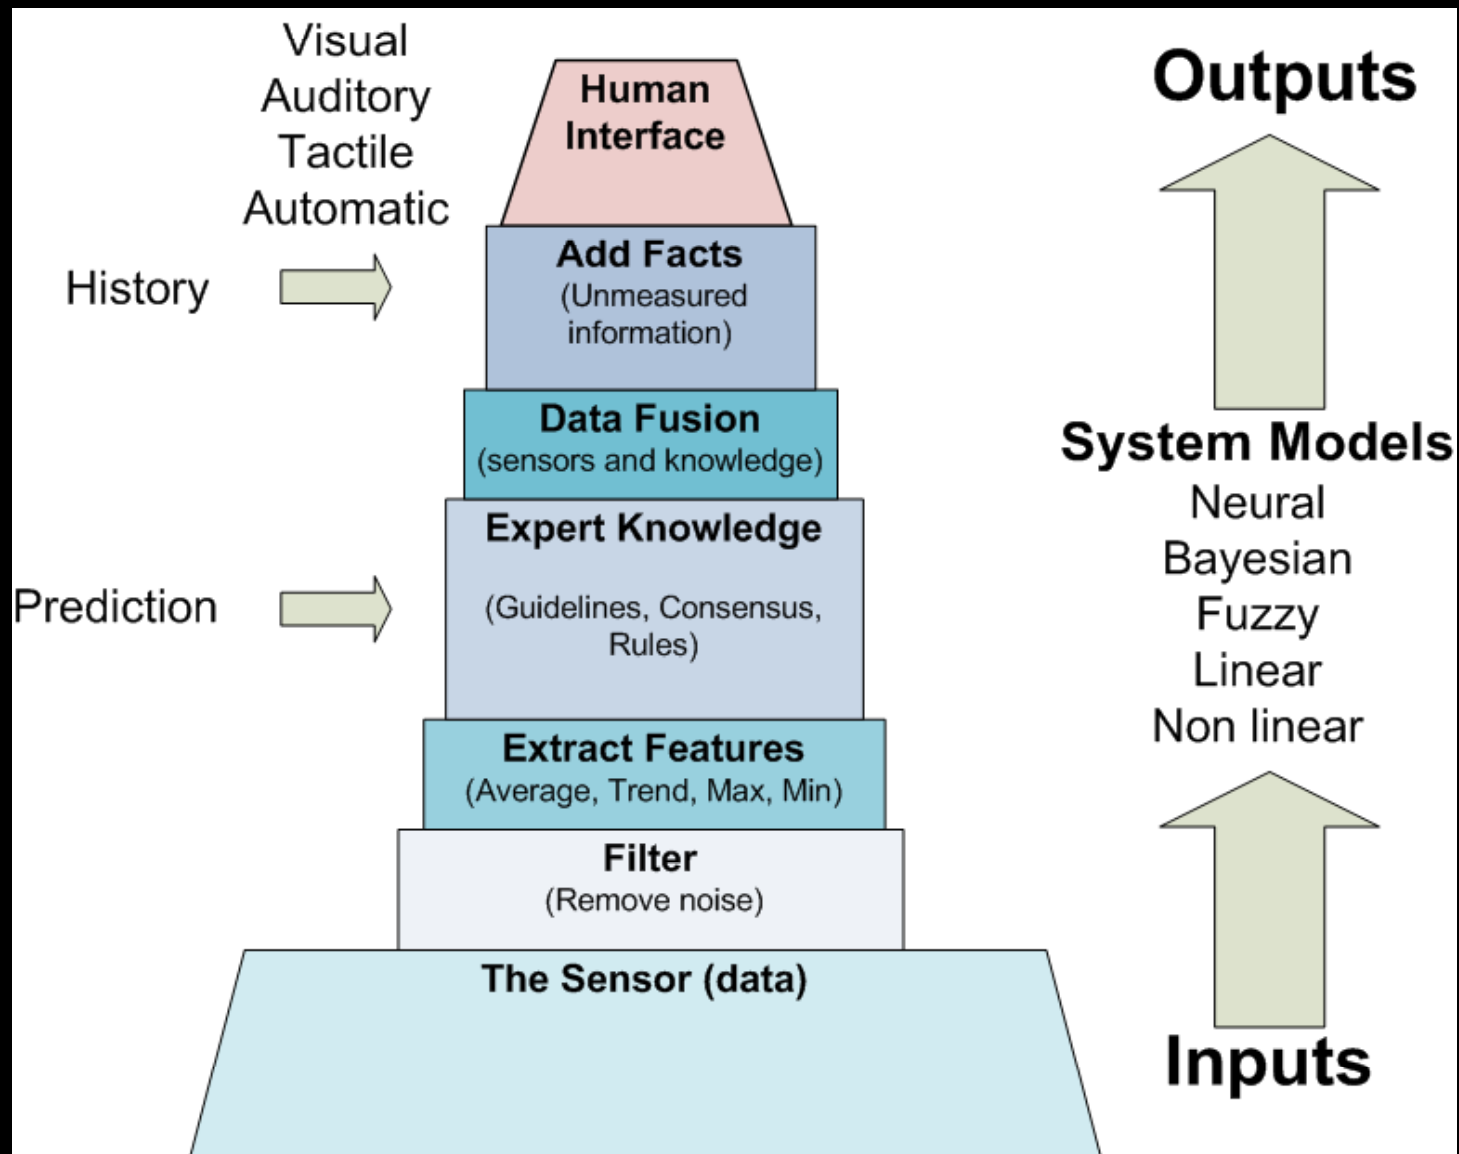 Visual
Auditory
Tactile
Automatic
History
Prediction
Human
Interface
Add Facts
(Unmeasured
information)
Data Fusion
(sensors and knowledge)
Expert Knowledge
(Guidelines, Consensus,
Rules)
Extract Features
(Average, Trend, Max, Min)
Filter
(Remove noise)
The Sensor (data)
Outputs
System Models
Neural
Bayesian
Fuzzy
Linear
Non linear
Inputs